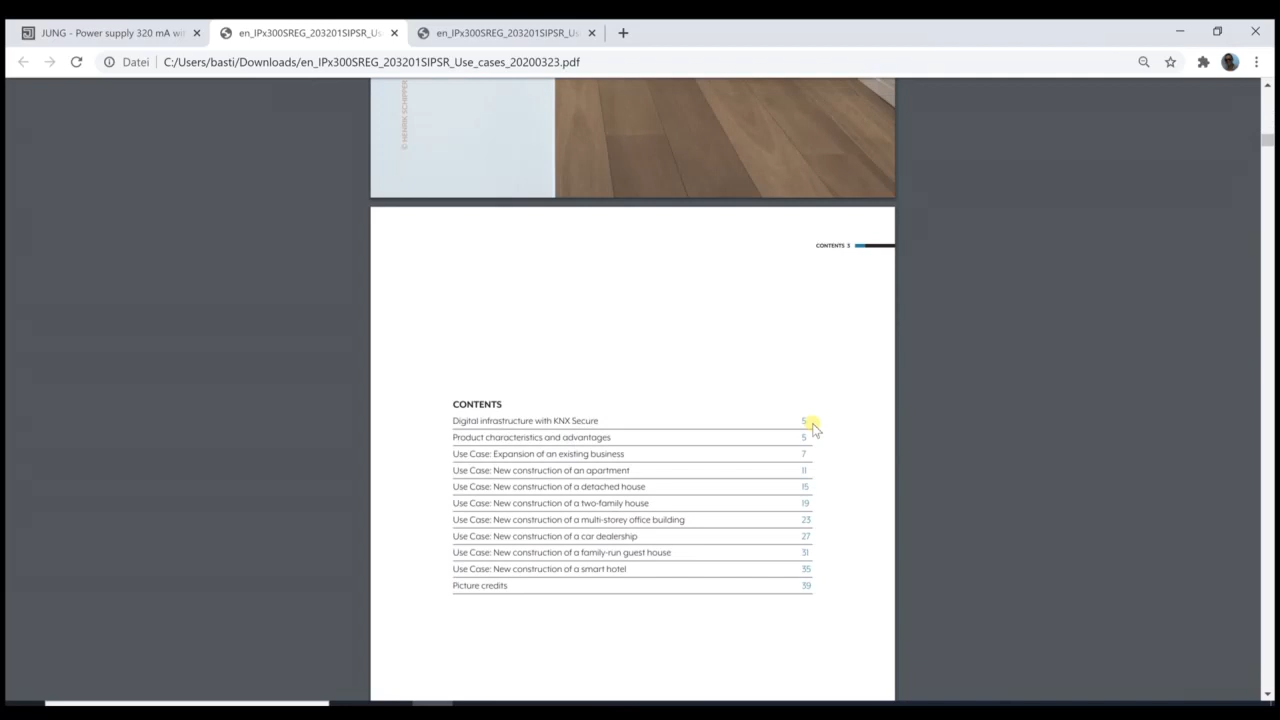 JUNG - Power supply 320 mA wi
en_IPx300SREG_203201SIPSR_Us
en_IPx300SREG_203201SIPSR_Us
Datei
C:/Users/basti/Downloads/en_IPx300SREG_203201SIPSR_Use_cases_20200323.pdf
© HENRIK SCHIPPER
CONTENTS 3
CONTENTS
Digital infrastructure with KNX Secure 5
Product characteristics and advantages 5
Use Case: Expansion of an existing business 7
Use Case: New construction of an apartment 11
Use Case: New construction of a detached house 15
Use Case: New construction of a two-family house 19
Use Case: New construction of a multi-storey office building 23
Use Case: New construction of a car dealership 27
Use Case: New construction of a family-run guest house 31
Use Case: New construction of a smart hotel 35
Picture credits 39